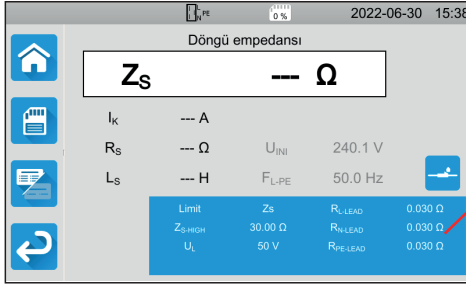 L N PE 0 % 2022-06-30 15:38
Döngü empedansı
ZS --- Ω
IK --- A
RS --- Ω UINI 240.1 V
LS --- H FL-PE 50.0 Hz
Limit Zs RL-LEAD 0.030 Ω
ZS-HIGH 30.00 Ω RN-LEAD 0.030 Ω
UL 50 V RPE-LEAD 0.030 Ω